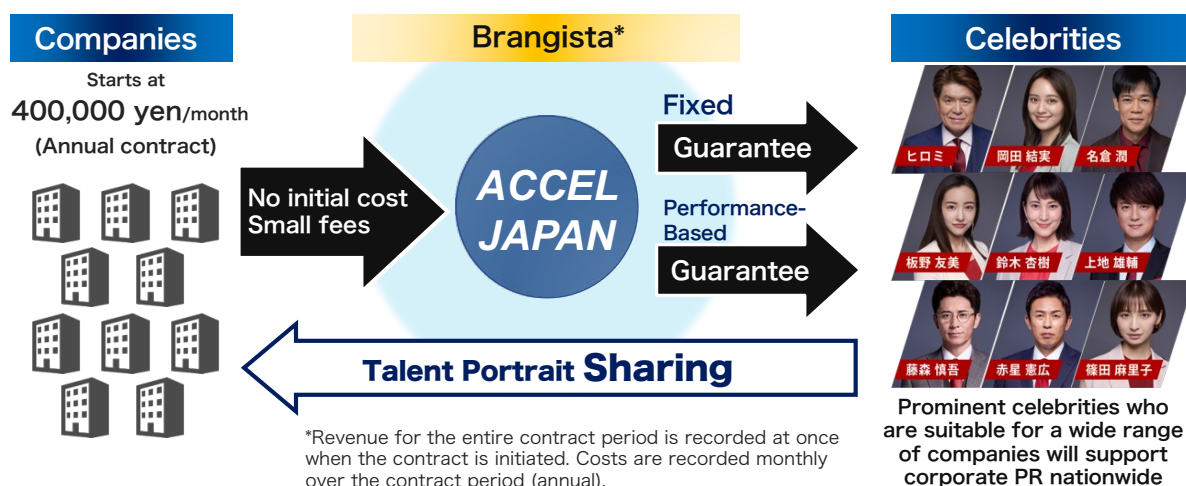 Companies
Starts at
400,000 yen/month
(Annual contract)
No initial cost
Small fees
Brangista*
ACCEL
JAPAN
Fixed
Guarantee
Performance-
Based
Guarantee
Talent Portrait Sharing
*Revenue for the entire contract period is recorded at once
when the contract is initiated. Costs are recorded monthly
over the contract period (annual).
Celebrities
ヒロミ
岡田 結実
名倉 潤
板野 友美
鈴木 杏樹
上地 雄輔
藤森 慎吾
赤星 憲広
篠田 麻里子
Prominent celebrities who
are suitable for a wide range
of companies will support
corporate PR nationwide